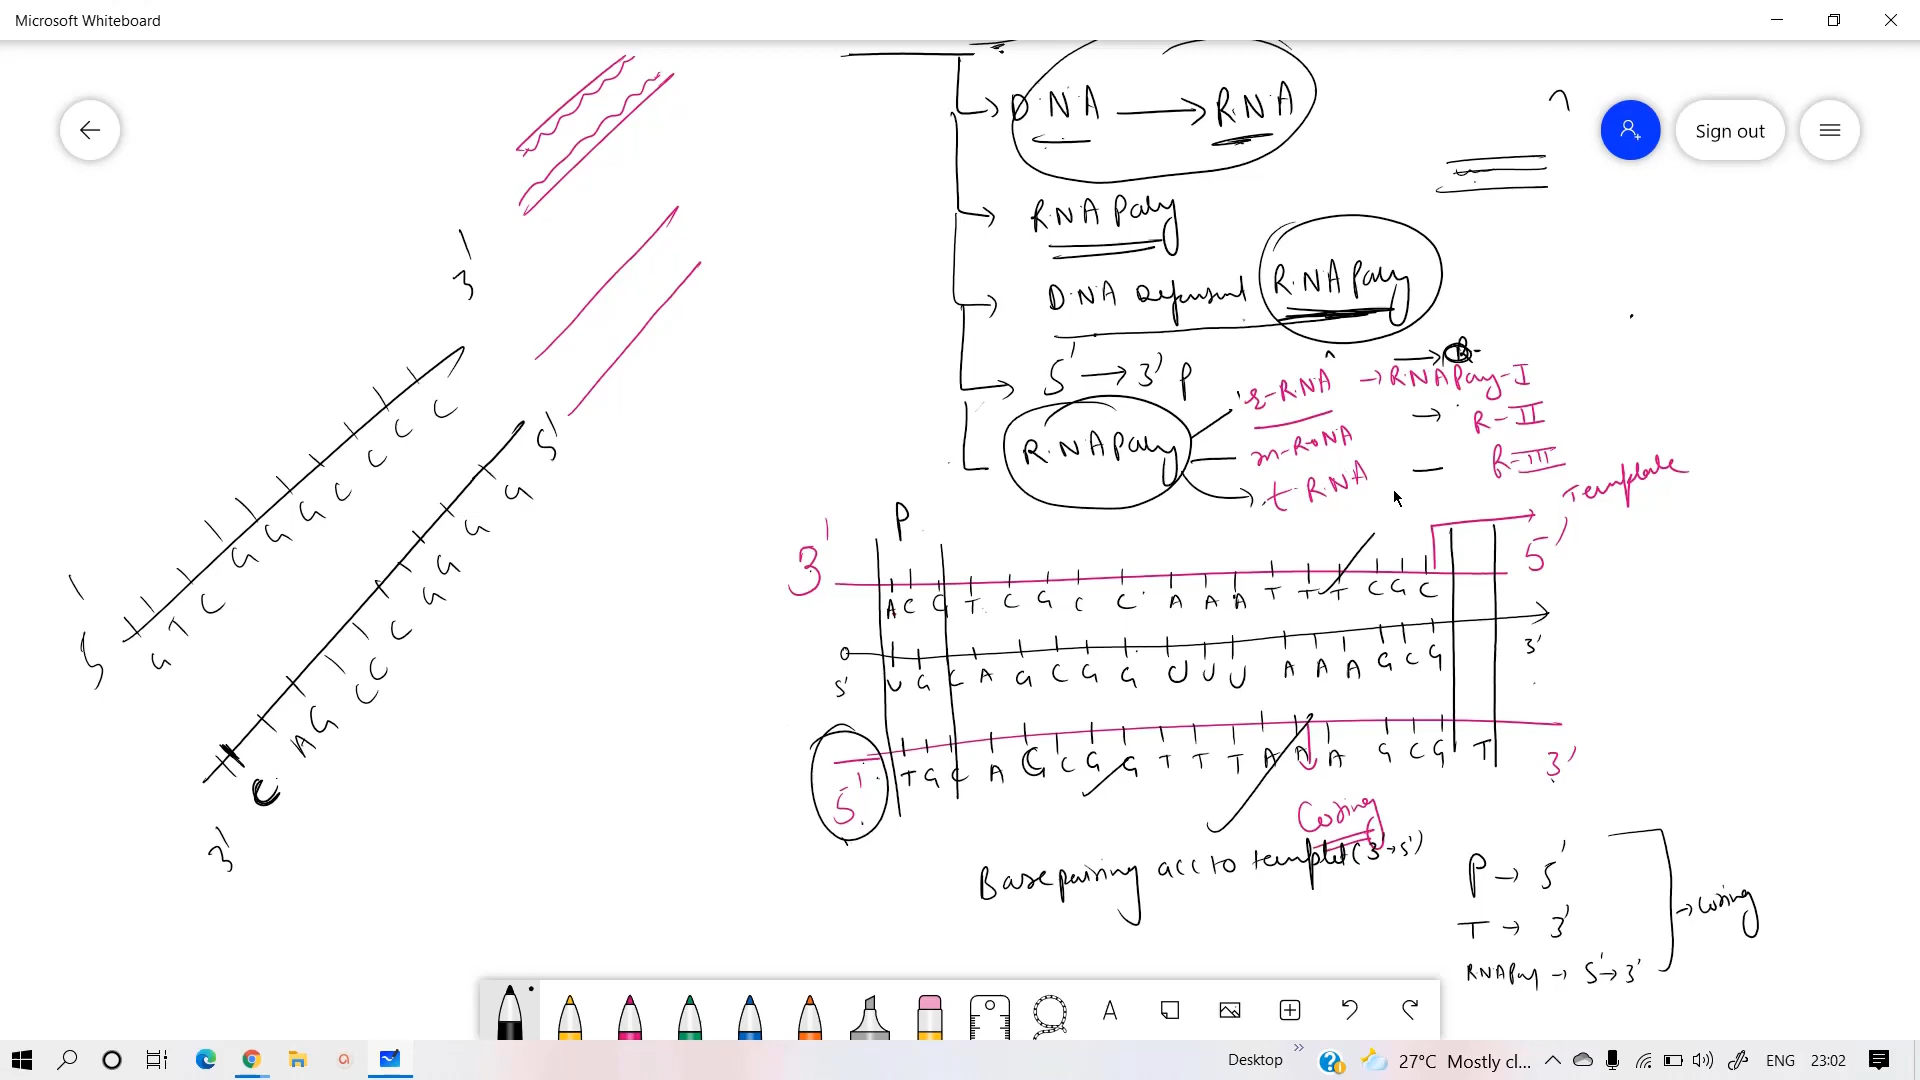 Microsoft Whiteboard
Sign out
DNA → RNA
RNA Poly
DNA Dependent RNA Poly
5' → 3' P
RNA Poly
r-RNA → RNA Poly-I
m-RNA → R-II
t RNA — R-III
Template
P
3' 5'
A C G T C G C C A A A T T T C G C
5' 3'
U G C A G C G G U U U A A A G C G
5' 3'
T G C A G C G G T T T A A A G C G T
Coding
Base pairing acc to templet (3'→5')
P → 5'
T → 3'
RNA Poly → 5'→3'
→ Coding
3'
C C C C G G G C T G
5'
5'
G G G G C C C G A C
3'
A
Desktop
27°C Mostly cl...
ENG
23:02